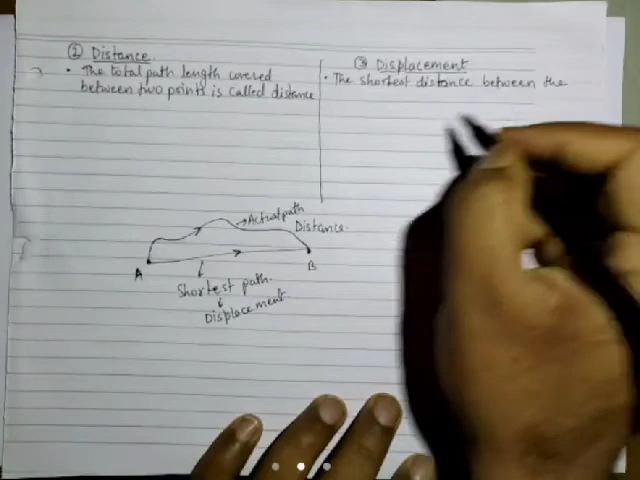 ② Distance
• The total path length covered
between two points is called distance
③ Displacement
• The shortest distance between the
Actual path
Distance.
A
B
Shortest path.
Displacement